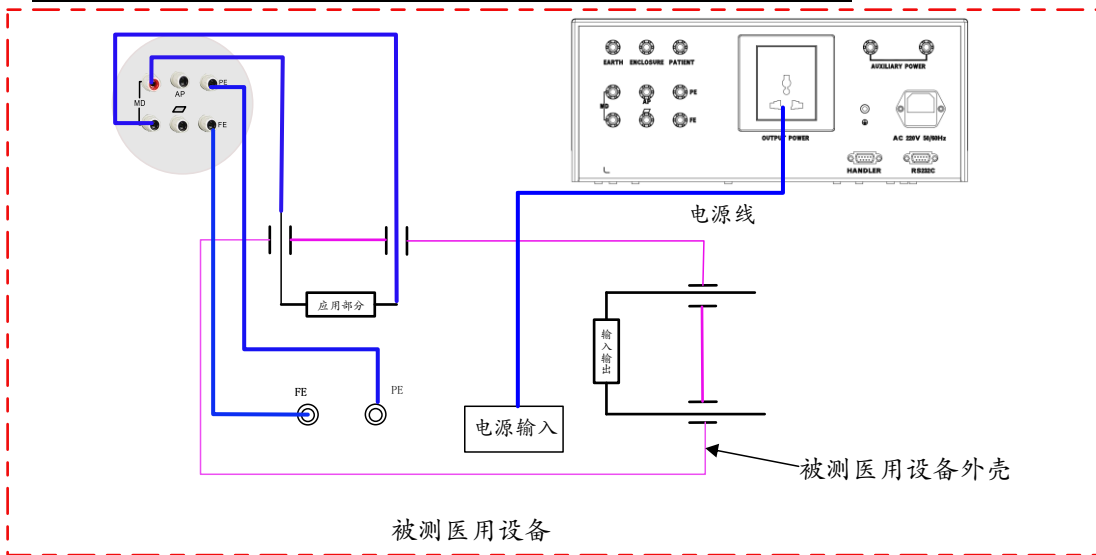 EARTH ENCLOSURE PATIENT
AUXILIARY POWER
MD
AP
PE
FE
OUTPUT POWER
AC 220V 50/60Hz
HANDLER
RS232C
MD
AP
PE
FE
电源线
应用部分
输入输出
FE
PE
电源输入
被测医用设备外壳
被测医用设备